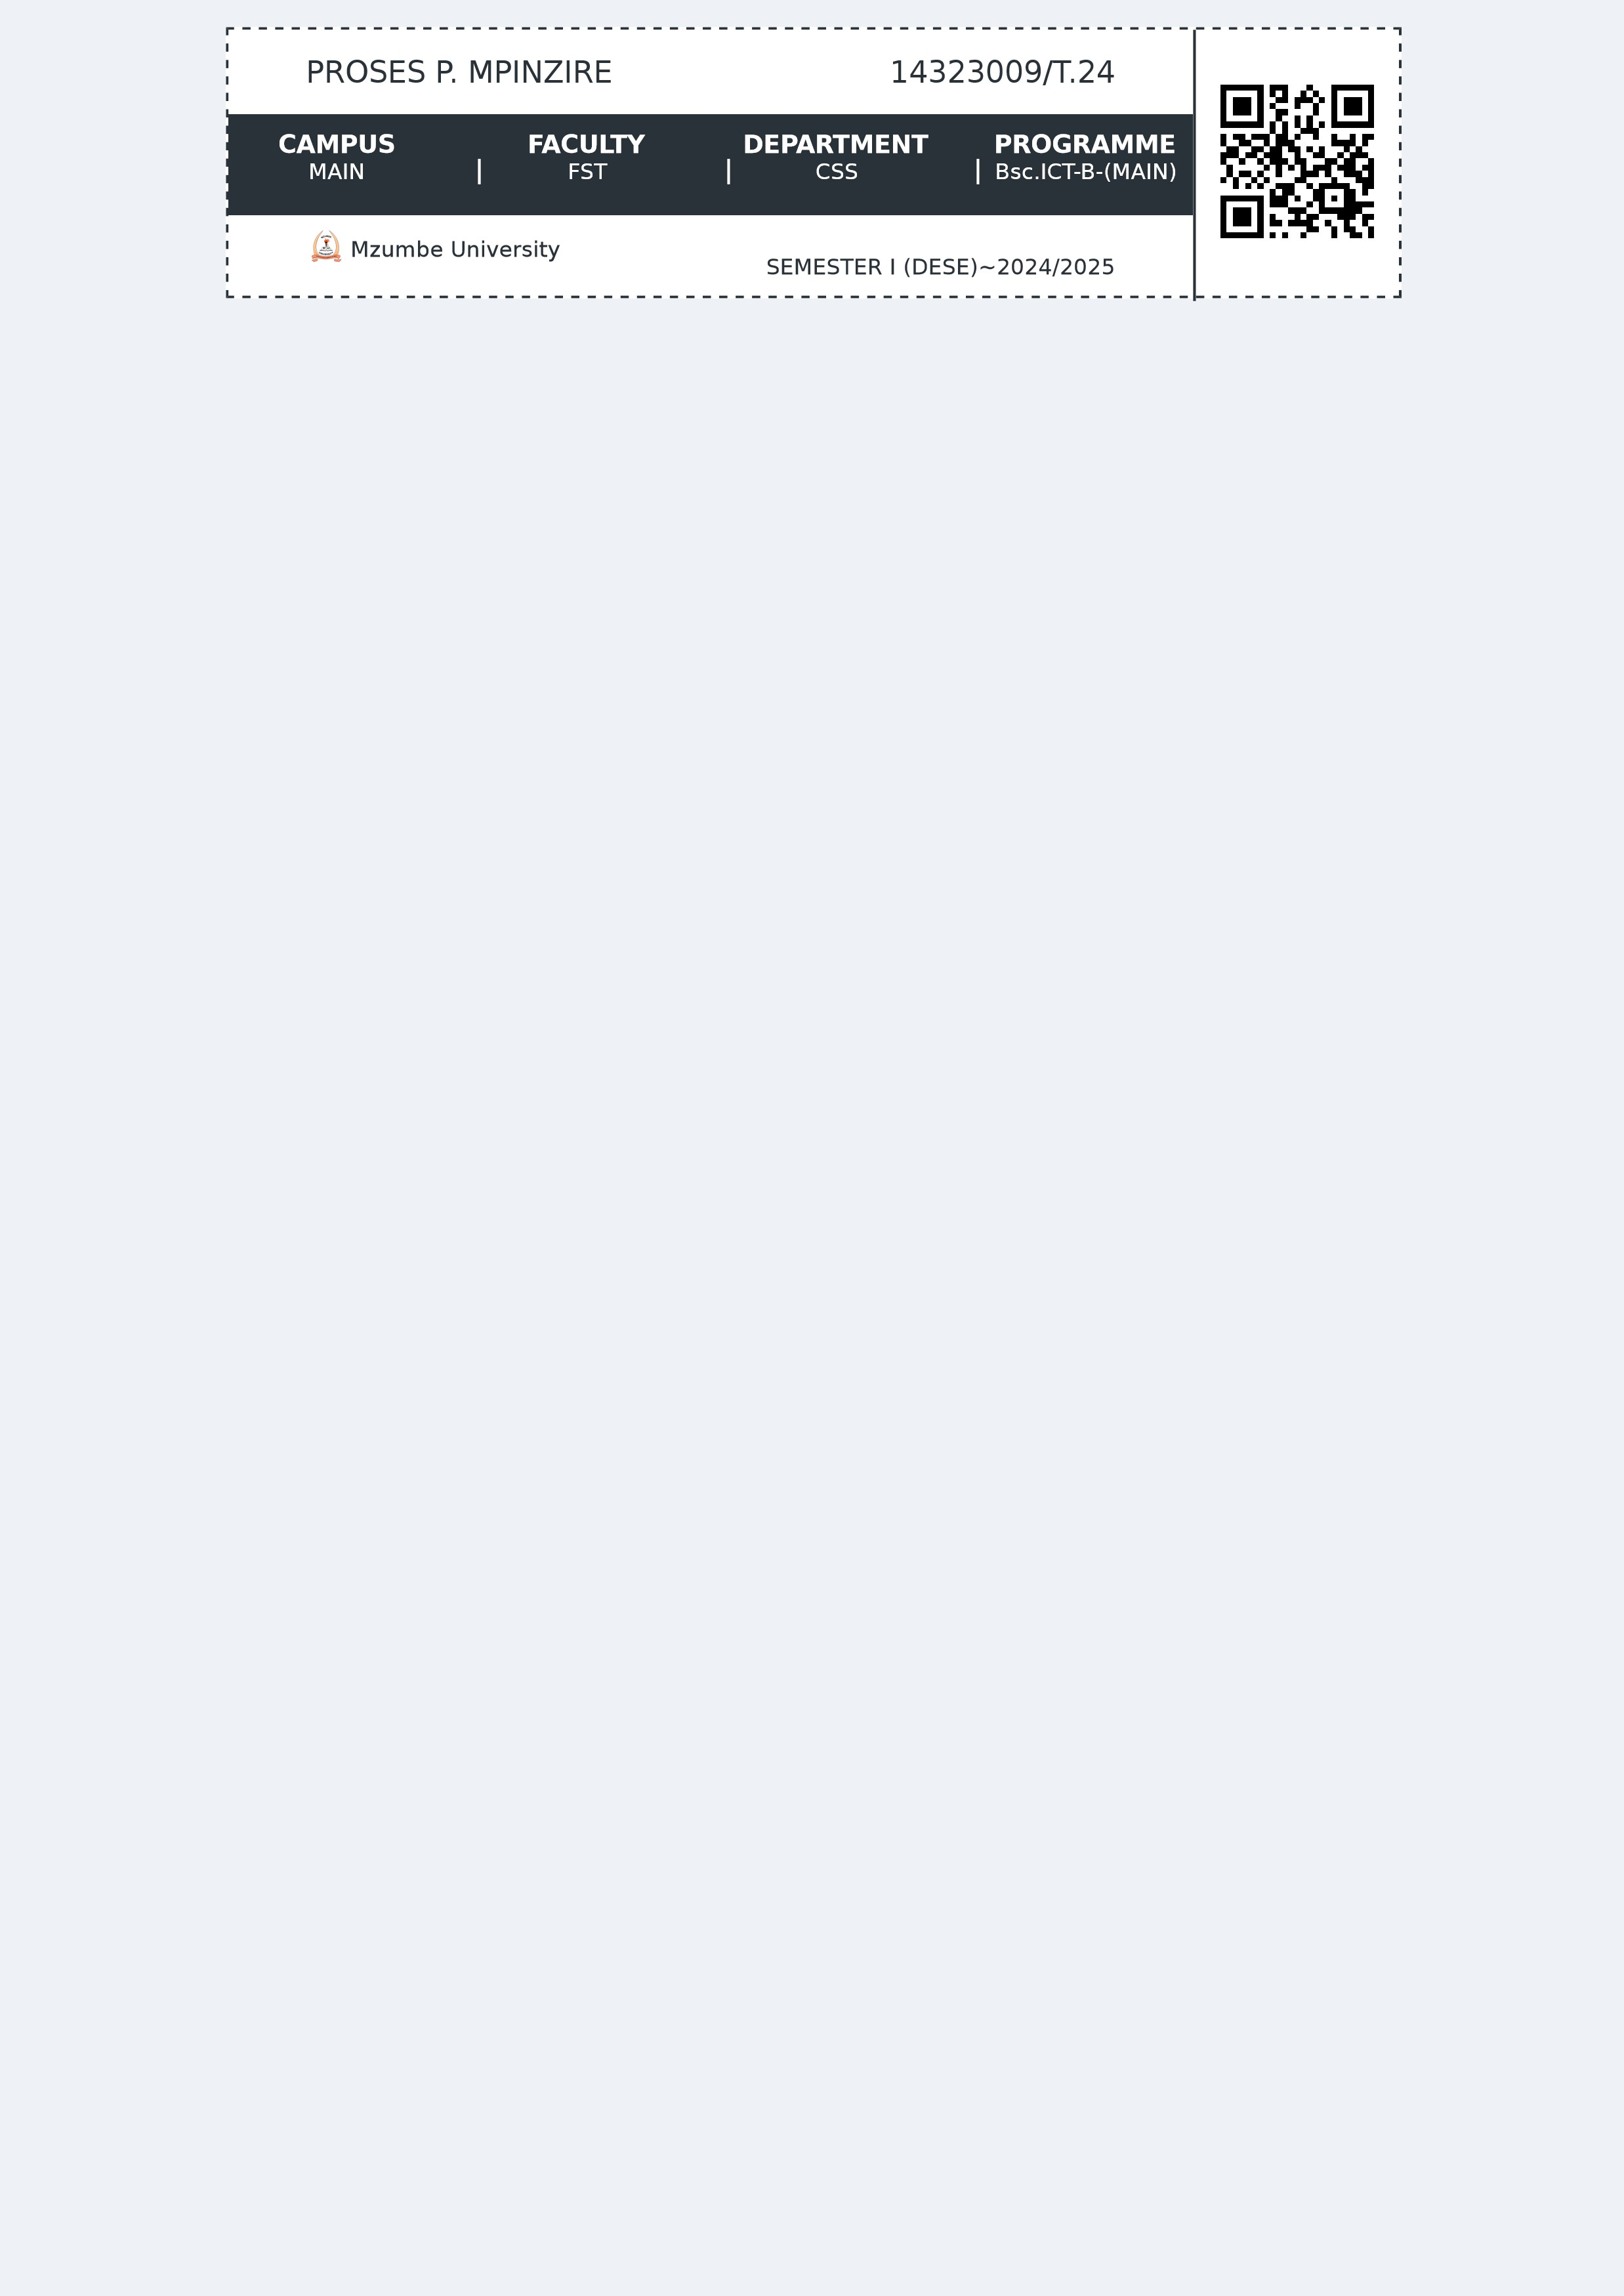 PROSES P. MPINZIRE 14323009/T.24
CAMPUS FACULTY DEPARTMENT PROGRAMME
MAIN | FST | CSS | Bsc.ICT-B-(MAIN)
Mzumbe University
SEMESTER I (DESE)~2024/2025